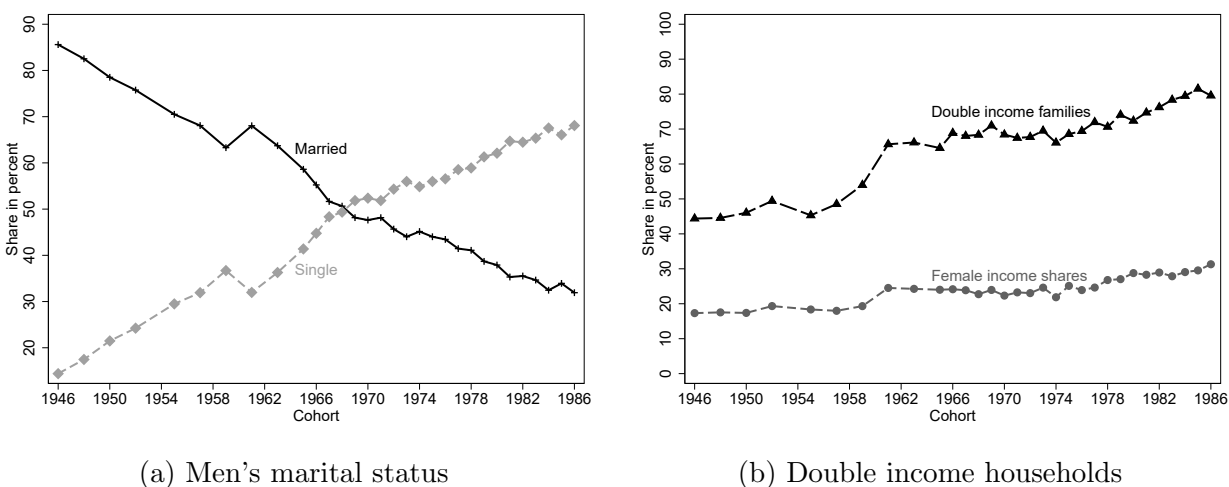 90
80
70
60
50
40
30
20
Share in percent
Married
Single
1946 1950 1954 1958 1962 1966 1970 1974 1978 1982 1986
Cohort
(a) Men's marital status
100
90
80
70
60
50
40
30
20
10
0
Share in percent
Double income families
Female income shares
1946 1950 1954 1958 1962 1966 1970 1974 1978 1982 1986
Cohort
(b) Double income households